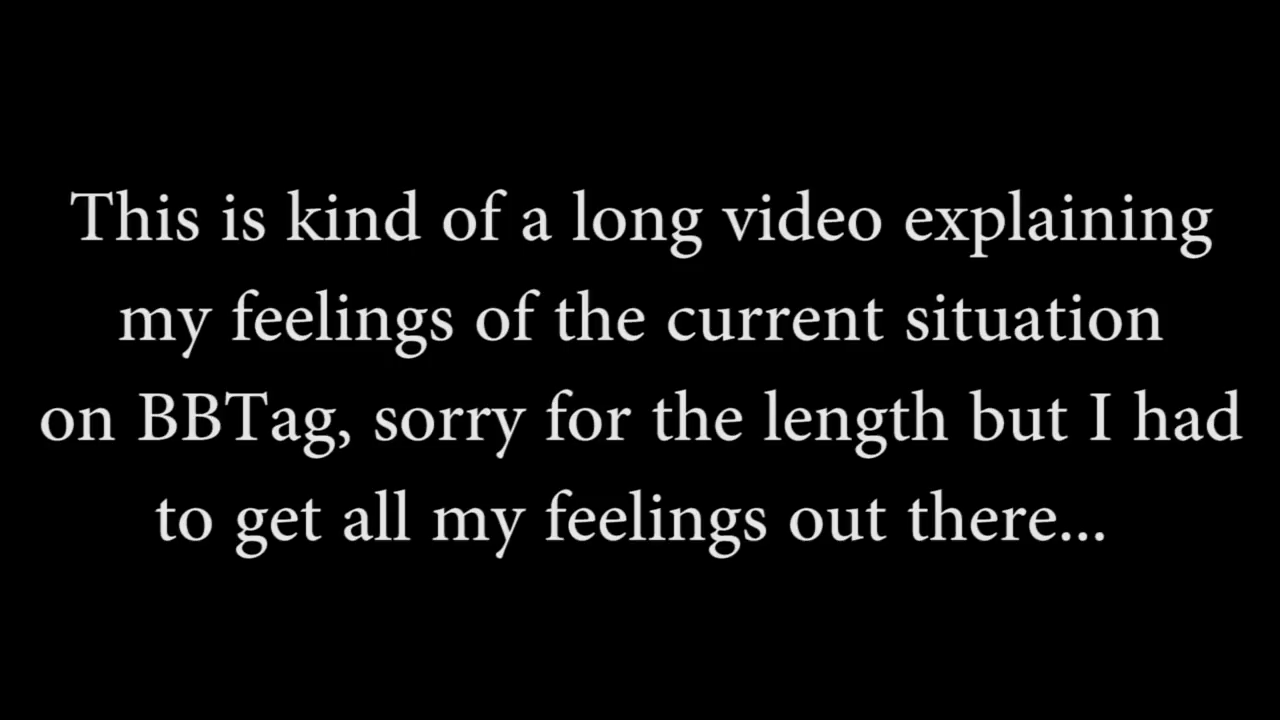 This is kind of a long video explaining
my feelings of the current situation
on BBTag, sorry for the length but I had
to get all my feelings out there...